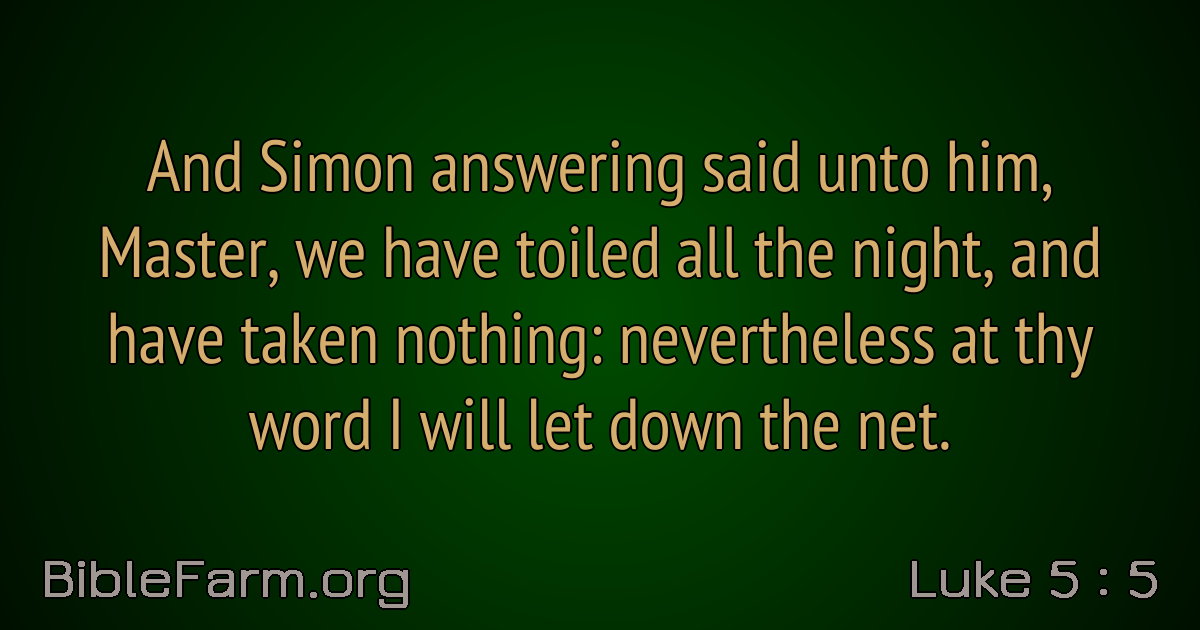 And Simon answering said unto him,
Master, we have toiled all the night, and
have taken nothing: nevertheless at thy
word I will let down the net.
BibleFarm.org
Luke 5 : 5